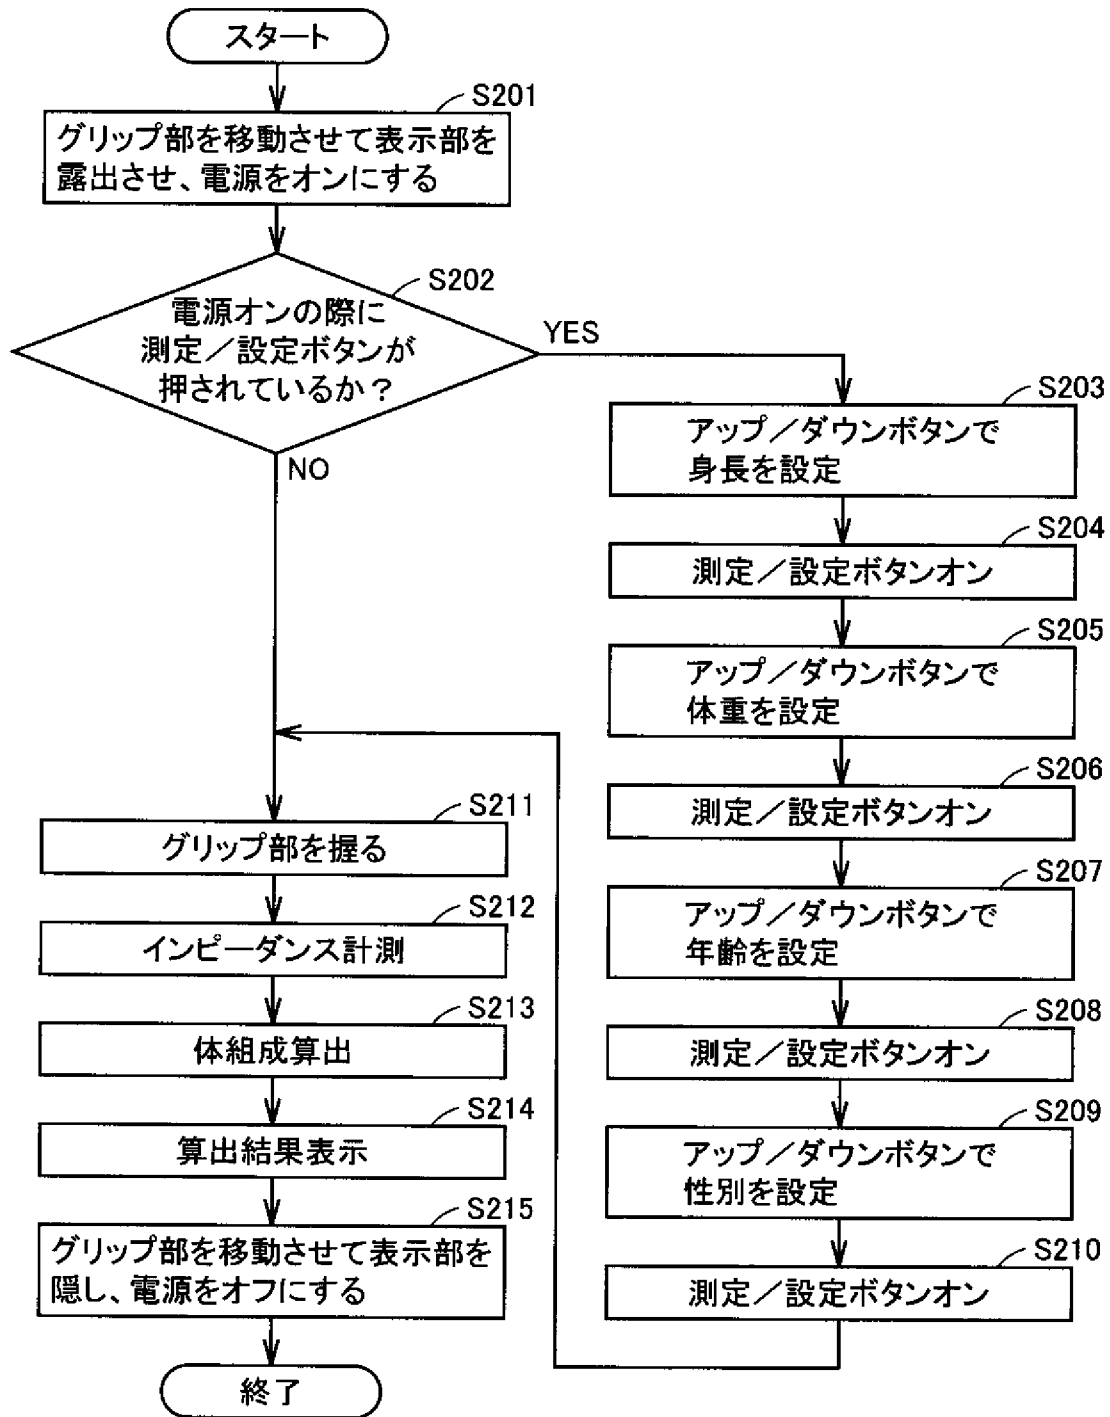 スタート
S201
グリップ部を移動させて表示部を
露出させ、電源をオンにする
S202
電源オンの際に
測定／設定ボタンが
押されているか？
YES
NO
S203
アップ／ダウンボタンで
身長を設定
S204
測定／設定ボタンオン
S205
アップ／ダウンボタンで
体重を設定
S206
測定／設定ボタンオン
S207
アップ／ダウンボタンで
年齢を設定
S208
測定／設定ボタンオン
S209
アップ／ダウンボタンで
性別を設定
S210
測定／設定ボタンオン
S211
グリップ部を握る
S212
インピーダンス計測
S213
体組成算出
S214
算出結果表示
S215
グリップ部を移動させて表示部を
隠し、電源をオフにする
終了